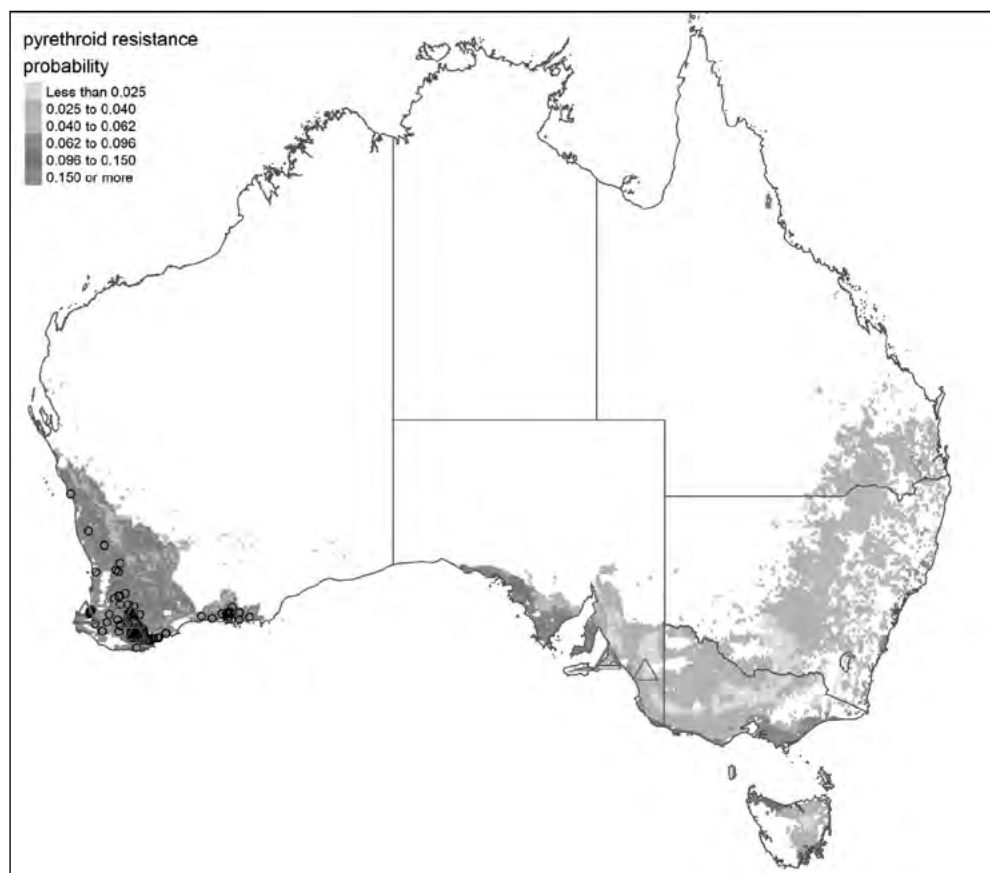 pyrethroid resistance
probability
Less than 0.025
0.025 to 0.040
0.040 to 0.062
0.062 to 0.096
0.096 to 0.150
0.150 or more